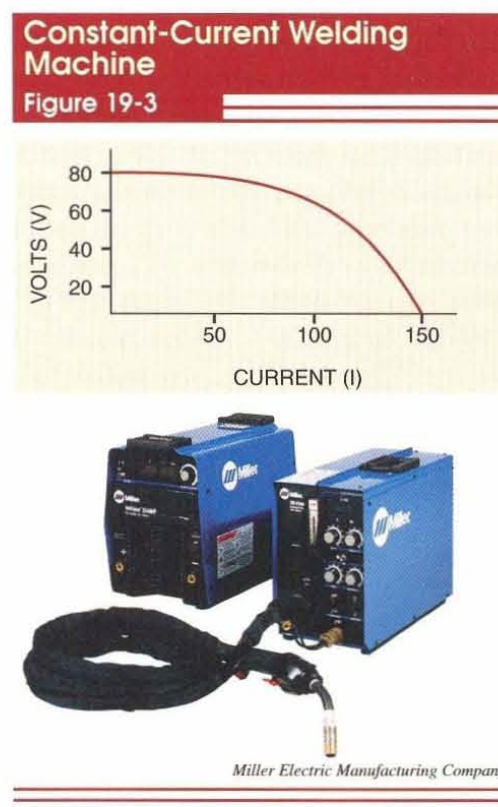 Constant-Current Welding
Machine
Figure 19-3
VOLTS (V)
80
60
40
20
50 100 150
CURRENT (I)
Miller
Miller
Miller
Miller Electric Manufacturing Compan